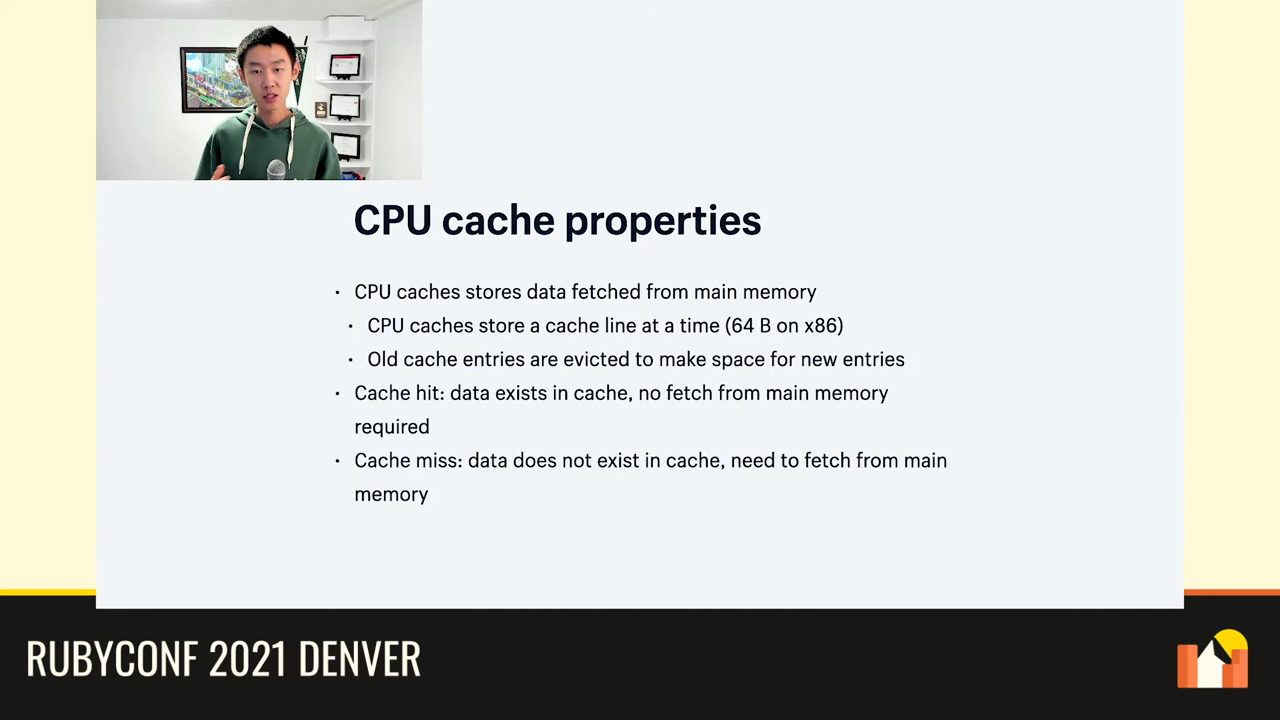 CPU cache properties
• CPU caches stores data fetched from main memory
• CPU caches store a cache line at a time (64 B on x86)
• Old cache entries are evicted to make space for new entries
• Cache hit: data exists in cache, no fetch from main memory
required
• Cache miss: data does not exist in cache, need to fetch from main
memory
RUBYCONF 2021 DENVER